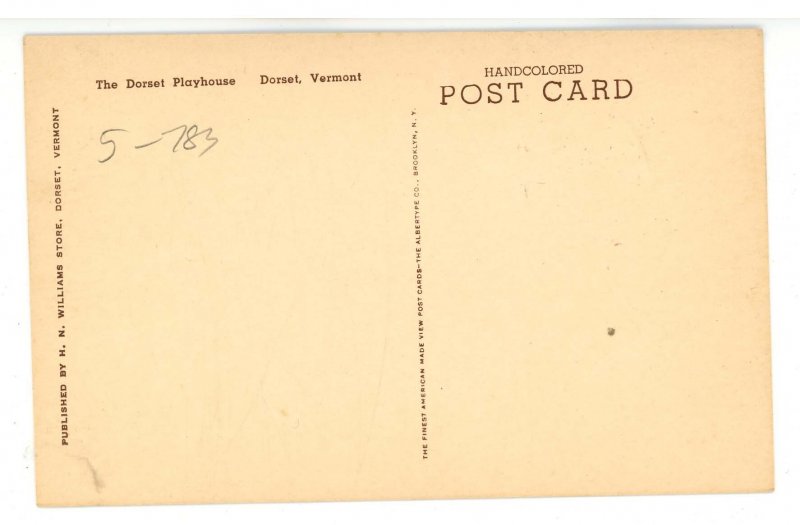 The Dorset Playhouse Dorset, Vermont
HANDCOLORED
POST CARD
5-783
PUBLISHED BY H. N. WILLIAMS STORE, DORSET, VERMONT
THE FINEST AMERICAN MADE VIEW POST CARDS—THE ALBERTYPE CO., BROOKLYN, N. Y.